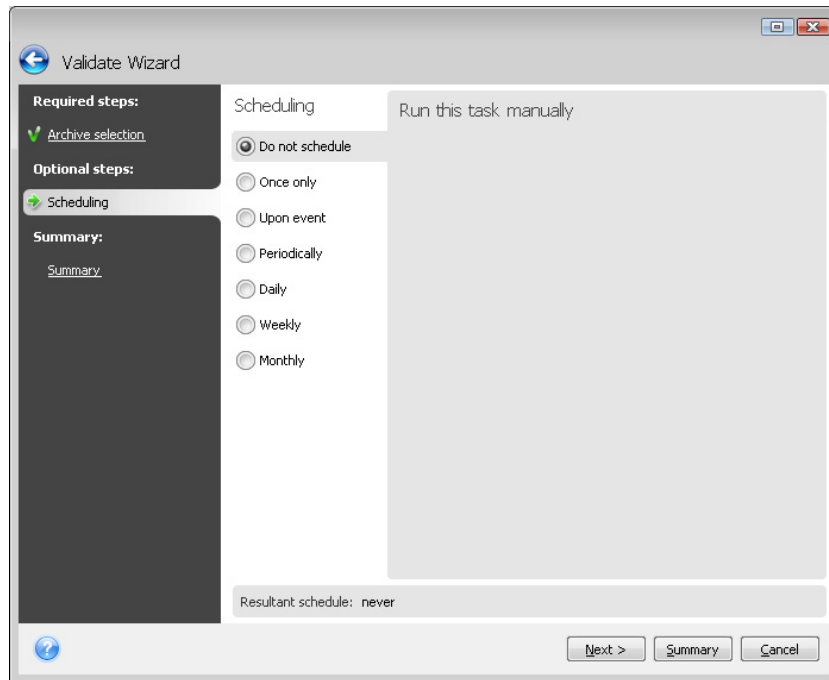 Validate Wizard
Required steps:
Archive selection
Optional steps:
Scheduling
Summary:
Summary
Scheduling
Do not schedule
Once only
Upon event
Periodically
Daily
Weekly
Monthly
Run this task manually
Resultant schedule: never
?
Next >
Summary
Cancel